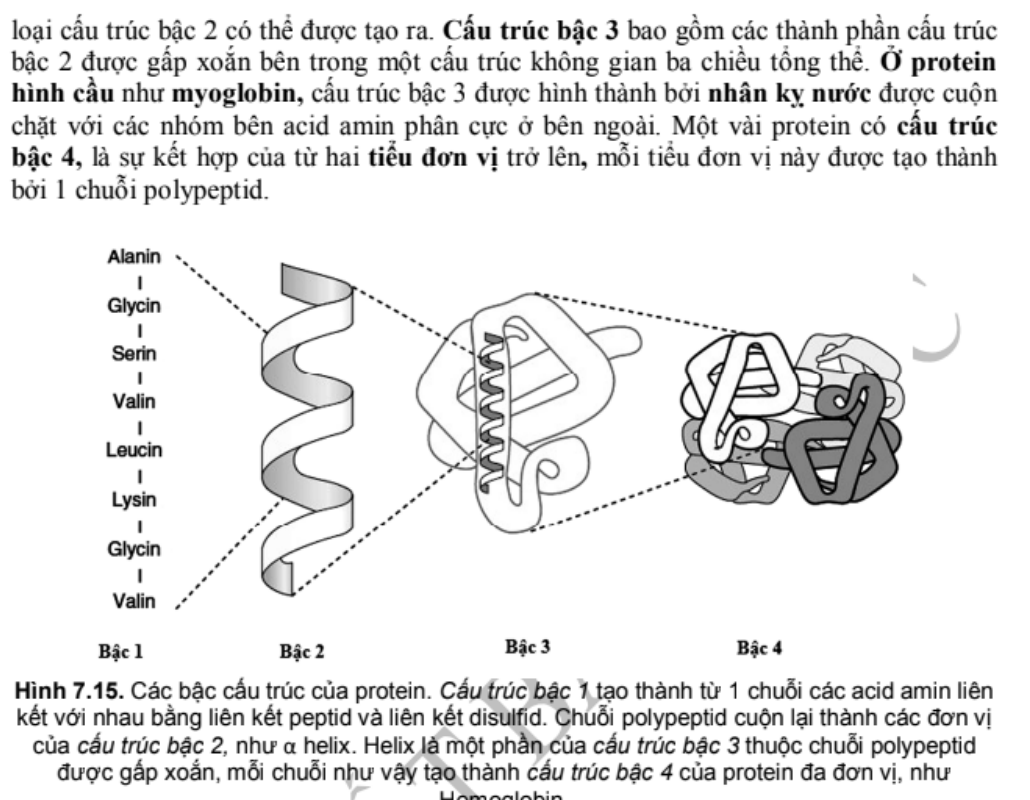 loại cấu trúc bậc 2 có thể được tạo ra. Cấu trúc bậc 3 bao gồm các thành phần cấu trúc
bậc 2 được gấp xoắn bên trong một cấu trúc không gian ba chiều tổng thể. Ở protein
hình cầu như myoglobin, cấu trúc bậc 3 được hình thành bởi nhân kỵ nước được cuộn
chặt với các nhóm bên acid amin phân cực ở bên ngoài. Một vài protein có cấu trúc
bậc 4, là sự kết hợp của từ hai tiểu đơn vị trở lên, mỗi tiểu đơn vị này được tạo thành
bởi 1 chuỗi polypeptid.
Alanin
Glycin
Serin
Valin
Leucin
Lysin
Glycin
Valin
Bậc 1
Bậc 2
Bậc 3
Bậc 4
Hình 7.15. Các bậc cấu trúc của protein. Cấu trúc bậc 1 tạo thành từ 1 chuỗi các acid amin liên
kết với nhau bằng liên kết peptid và liên kết disulfid. Chuỗi polypeptid cuộn lại thành các đơn vị
của cấu trúc bậc 2, như α helix. Helix là một phần của cấu trúc bậc 3 thuộc chuỗi polypeptid
được gấp xoắn, mỗi chuỗi như vậy tạo thành cấu trúc bậc 4 của protein đa đơn vị, như
Hemoglobin